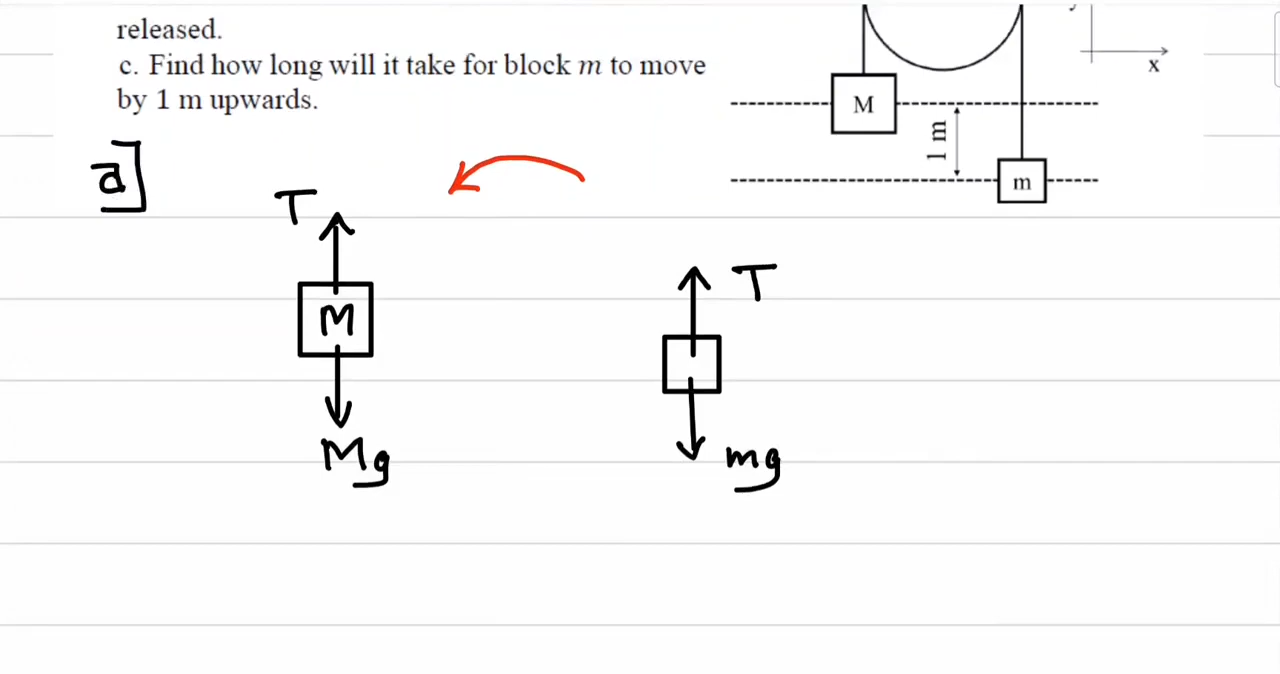 released.
c. Find how long will it take for block m to move
by 1 m upwards.
x
M
1 m
m
a]
T
M
Mg
T
mg